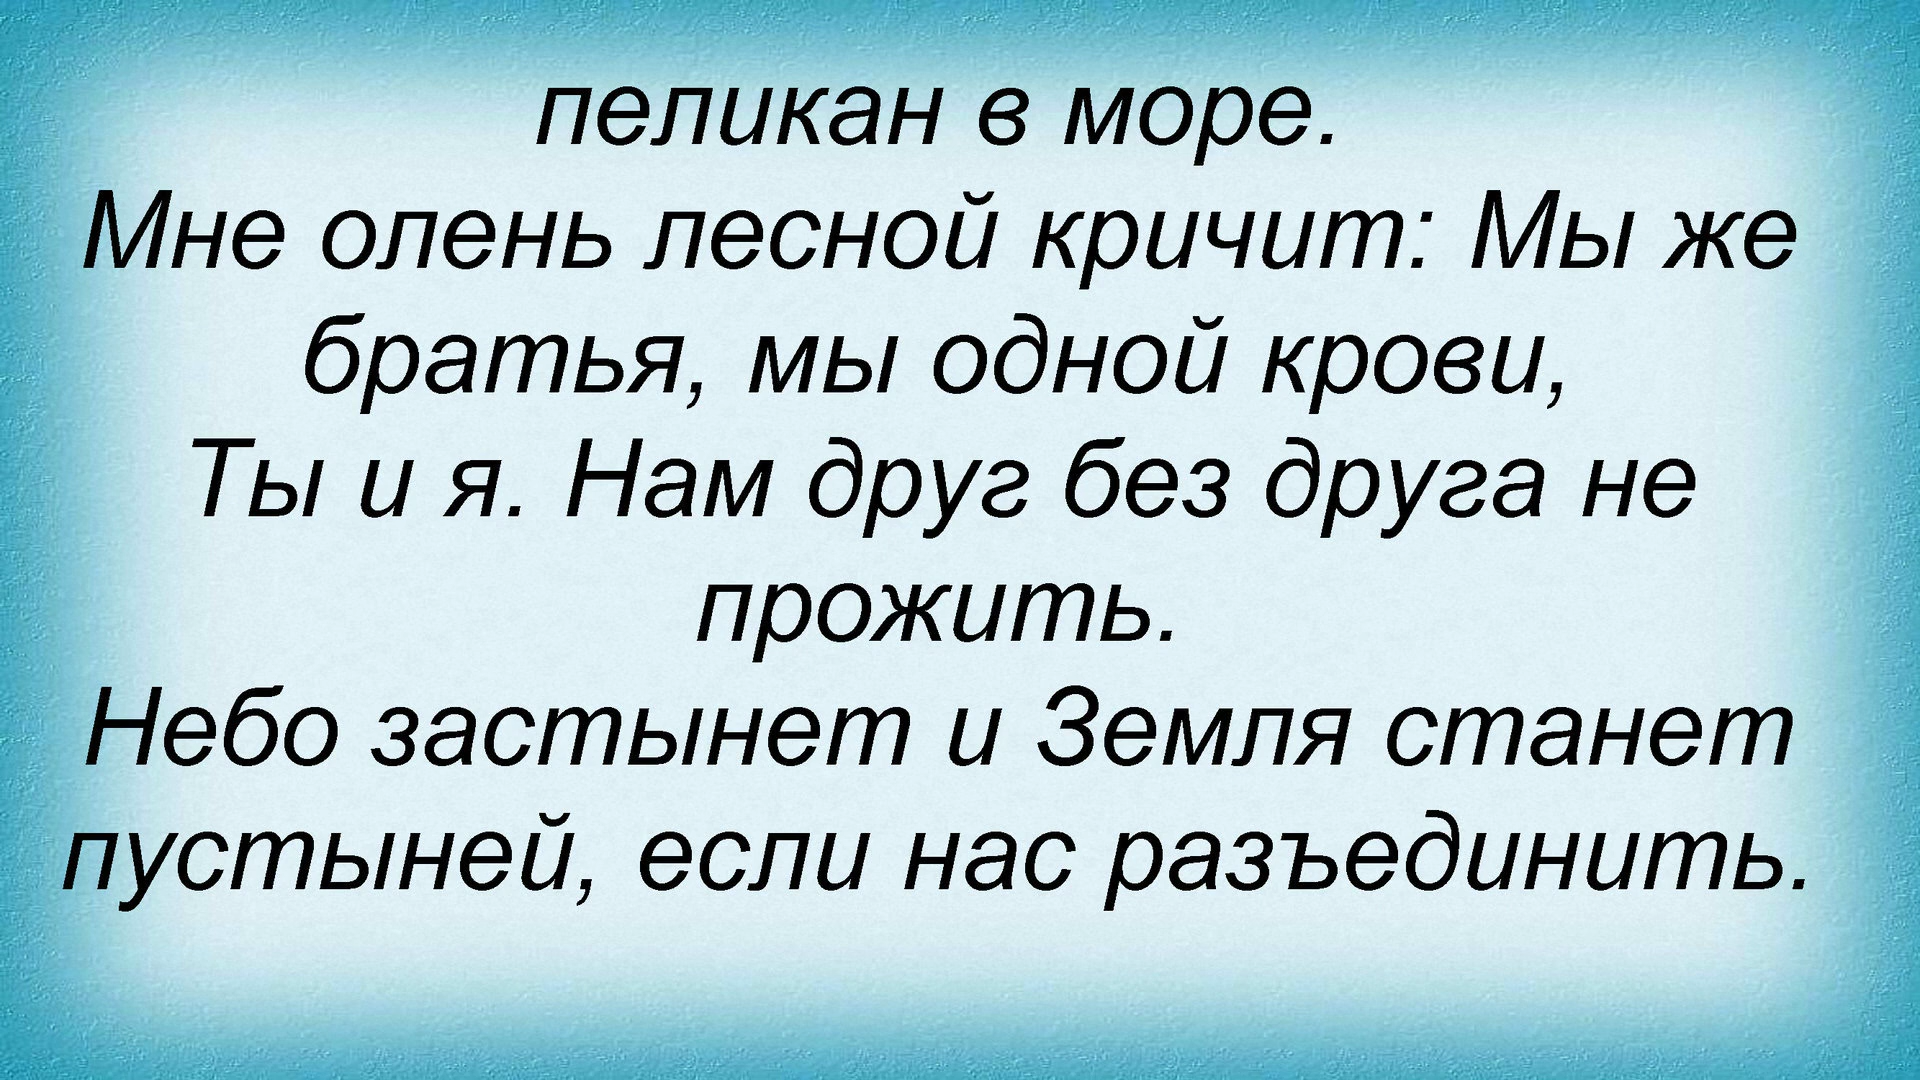 пеликан в море.
Мне олень лесной кричит: Мы же
братья, мы одной крови,
Ты и я. Нам друг без друга не
прожить.
Небо застынет и Земля станет
пустыней, если нас разъединить.